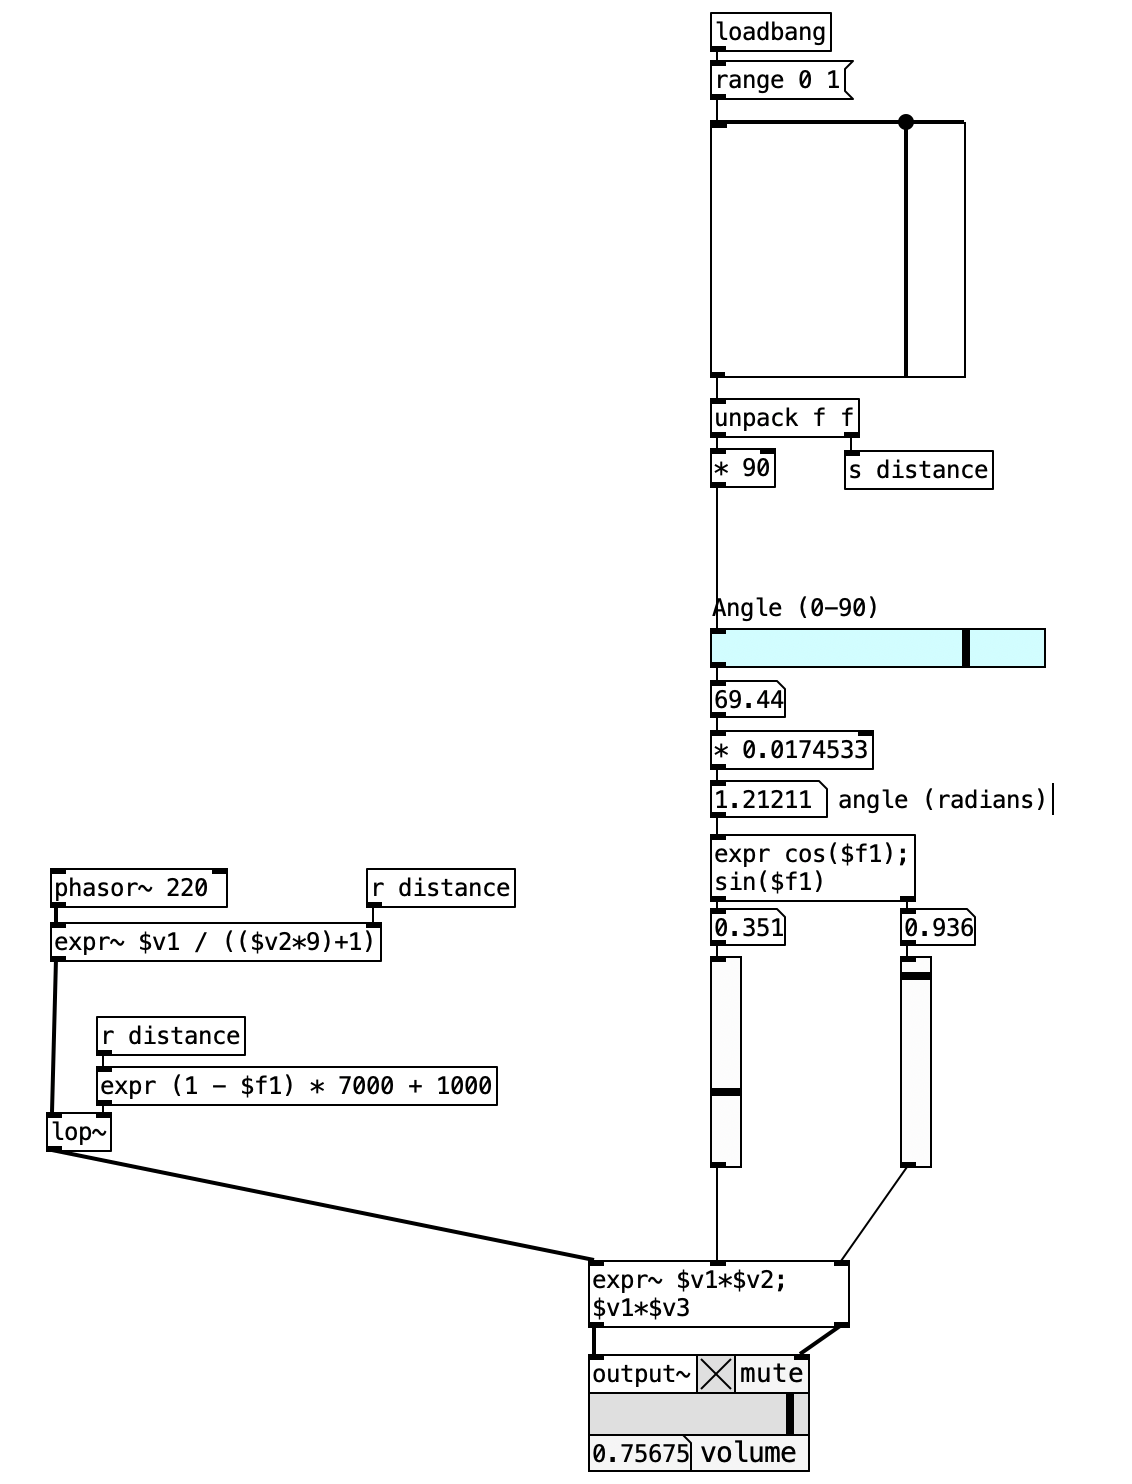 loadbang
range 0 1
unpack f f
* 90
s distance
Angle (0-90)
69.44
* 0.0174533
1.21211
angle (radians)
expr cos($f1);
sin($f1)
0.351
0.936
phasor~ 220
r distance
expr~ $v1 / (($v2*9)+1)
r distance
expr (1 - $f1) * 7000 + 1000
lop~
expr~ $v1*$v2;
$v1*$v3
output~ mute
0.75675 volume